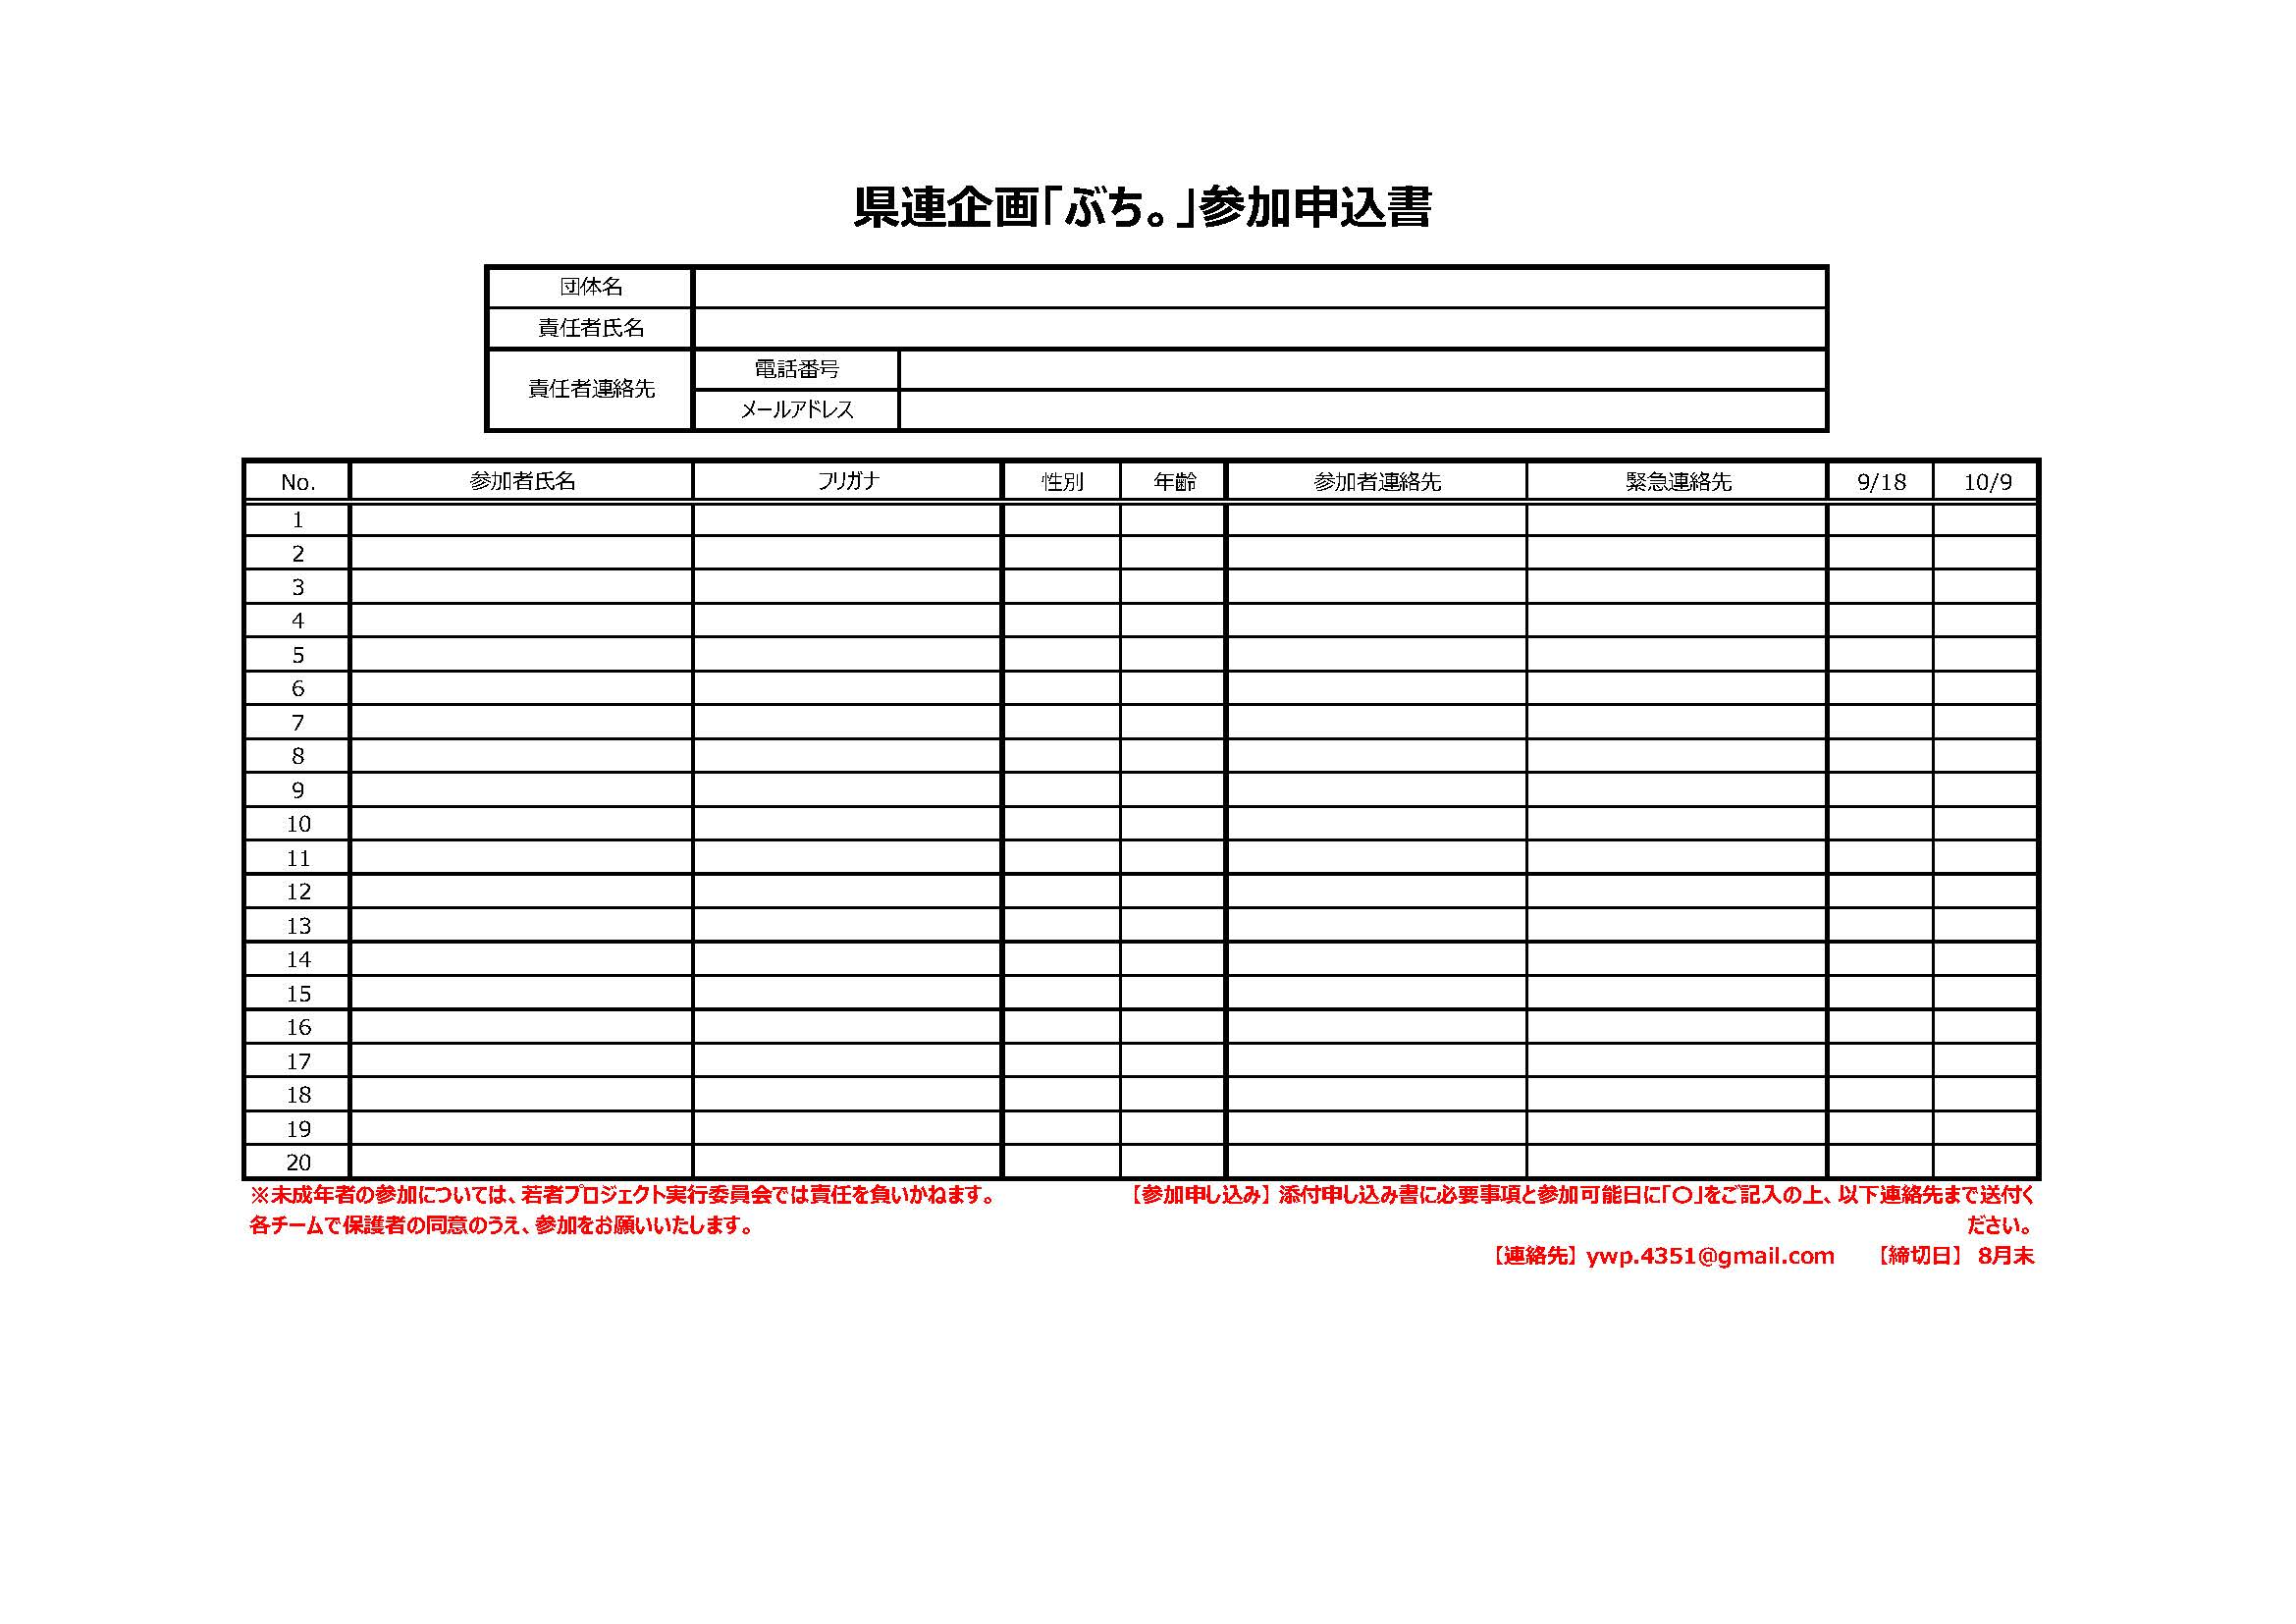 県連企画「ぶち。」参加申込書
団体名
責任者氏名
責任者連絡先
電話番号
メールアドレス
No. 参加者氏名 フリガナ 性別 年齢 参加者連絡先 緊急連絡先 9/18 10/9
1
2
3
4
5
6
7
8
9
10
11
12
13
14
15
16
17
18
19
20
※未成年者の参加については、若者プロジェクト実行委員会では責任を負いかねます。
各チームで保護者の同意のうえ、参加をお願いいたします。
【参加申し込み】添付申し込み書に必要事項と参加可能日に「〇」をご記入の上、以下連絡先まで送付く
ださい。
【連絡先】ywp.4351@gmail.com 【締切日】 8月末